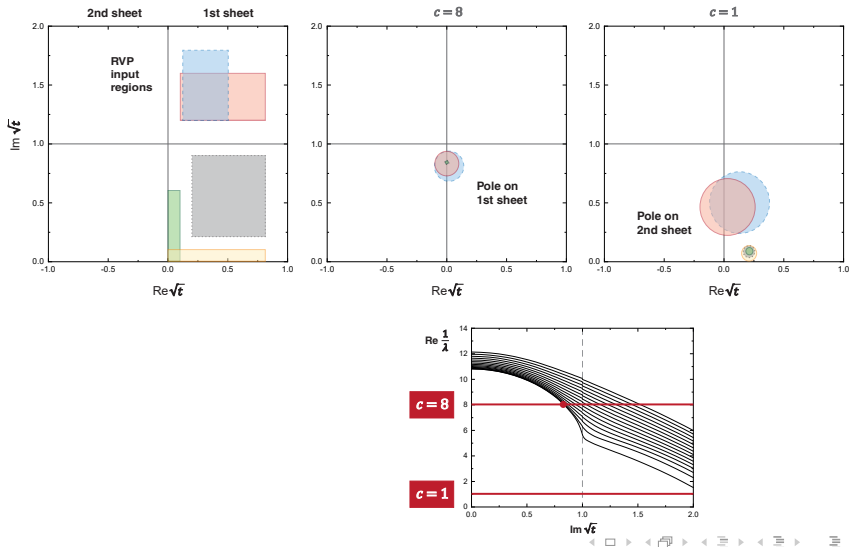 2nd sheet 1st sheet
c = 8
c = 1
2.0
1.5
1.0
0.5
0.0
Im √t
RVP
input
regions
-1.0 -0.5 0.0 0.5 1.0
Re √t
2.0
1.5
1.0
0.5
0.0
Pole on
1st sheet
-1.0 -0.5 0.0 0.5 1.0
Re √t
2.0
1.5
1.0
0.5
0.0
Pole on
2nd sheet
-1.0 -0.5 0.0 0.5 1.0
Re √t
Re 1/λ
14
12
10
8
6
4
2
0
c = 8
c = 1
0.0 0.5 1.0 1.5 2.0
Im √t